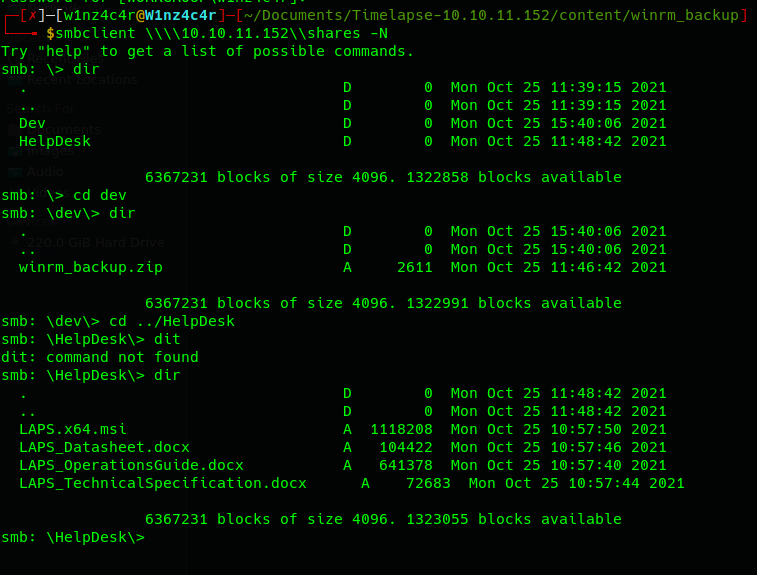 [✗]─[w1nz4c4r@W1nz4c4r]─[~/Documents/Timelapse-10.10.11.152/content/winrm_backup]
$smbclient \\\\10.10.11.152\\shares -N
Try "help" to get a list of possible commands.
smb: \> dir
. D 0 Mon Oct 25 11:39:15 2021
.. D 0 Mon Oct 25 11:39:15 2021
Dev D 0 Mon Oct 25 15:40:06 2021
HelpDesk D 0 Mon Oct 25 11:48:42 2021
6367231 blocks of size 4096. 1322858 blocks available
smb: \> cd dev
smb: \dev\> dir
. D 0 Mon Oct 25 15:40:06 2021
.. D 0 Mon Oct 25 15:40:06 2021
winrm_backup.zip A 2611 Mon Oct 25 11:46:42 2021
6367231 blocks of size 4096. 1322991 blocks available
smb: \dev\> cd ../HelpDesk
smb: \HelpDesk\> dit
dit: command not found
smb: \HelpDesk\> dir
. D 0 Mon Oct 25 11:48:42 2021
.. D 0 Mon Oct 25 11:48:42 2021
LAPS.x64.msi A 1118208 Mon Oct 25 10:57:50 2021
LAPS_Datasheet.docx A 104422 Mon Oct 25 10:57:46 2021
LAPS_OperationsGuide.docx A 641378 Mon Oct 25 10:57:40 2021
LAPS_TechnicalSpecification.docx A 72683 Mon Oct 25 10:57:44 2021
6367231 blocks of size 4096. 1323055 blocks available
smb: \HelpDesk\>